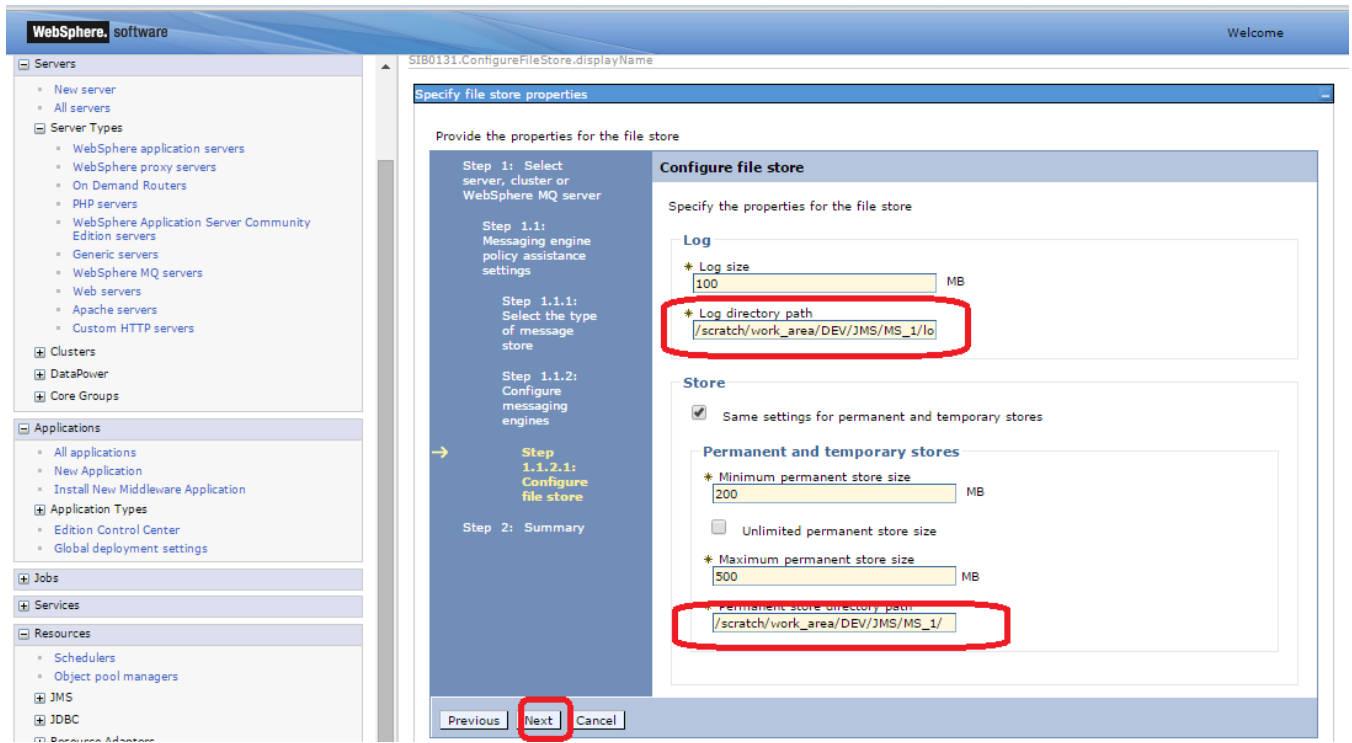 WebSphere. software
Welcome
Servers
New server
All servers
Server Types
WebSphere application servers
WebSphere proxy servers
On Demand Routers
PHP servers
WebSphere Application Server Community
Edition servers
Generic servers
WebSphere MQ servers
Web servers
Apache servers
Custom HTTP servers
Clusters
DataPower
Core Groups
Applications
All applications
New Application
Install New Middleware Application
Application Types
Edition Control Center
Global deployment settings
Jobs
Services
Resources
Schedulers
Object pool managers
JMS
JDBC
Resource Adapters
SIB0131.ConfigureFileStore.displayName
Specify file store properties
Provide the properties for the file store
Step 1: Select
server, cluster or
WebSphere MQ server
Step 1.1:
Messaging engine
policy assistance
settings
Step 1.1.1:
Select the type
of message
store
Step 1.1.2:
Configure
messaging
engines
→ Step
1.1.2.1:
Configure
file store
Step 2: Summary
Configure file store
Specify the properties for the file store
Log
* Log size
100 MB
* Log directory path
/scratch/work_area/DEV/JMS/MS_1/lo
Store
Same settings for permanent and temporary stores
Permanent and temporary stores
* Minimum permanent store size
200 MB
Unlimited permanent store size
* Maximum permanent store size
500 MB
* Permanent store directory path
/scratch/work_area/DEV/JMS/MS_1/
Previous Next Cancel